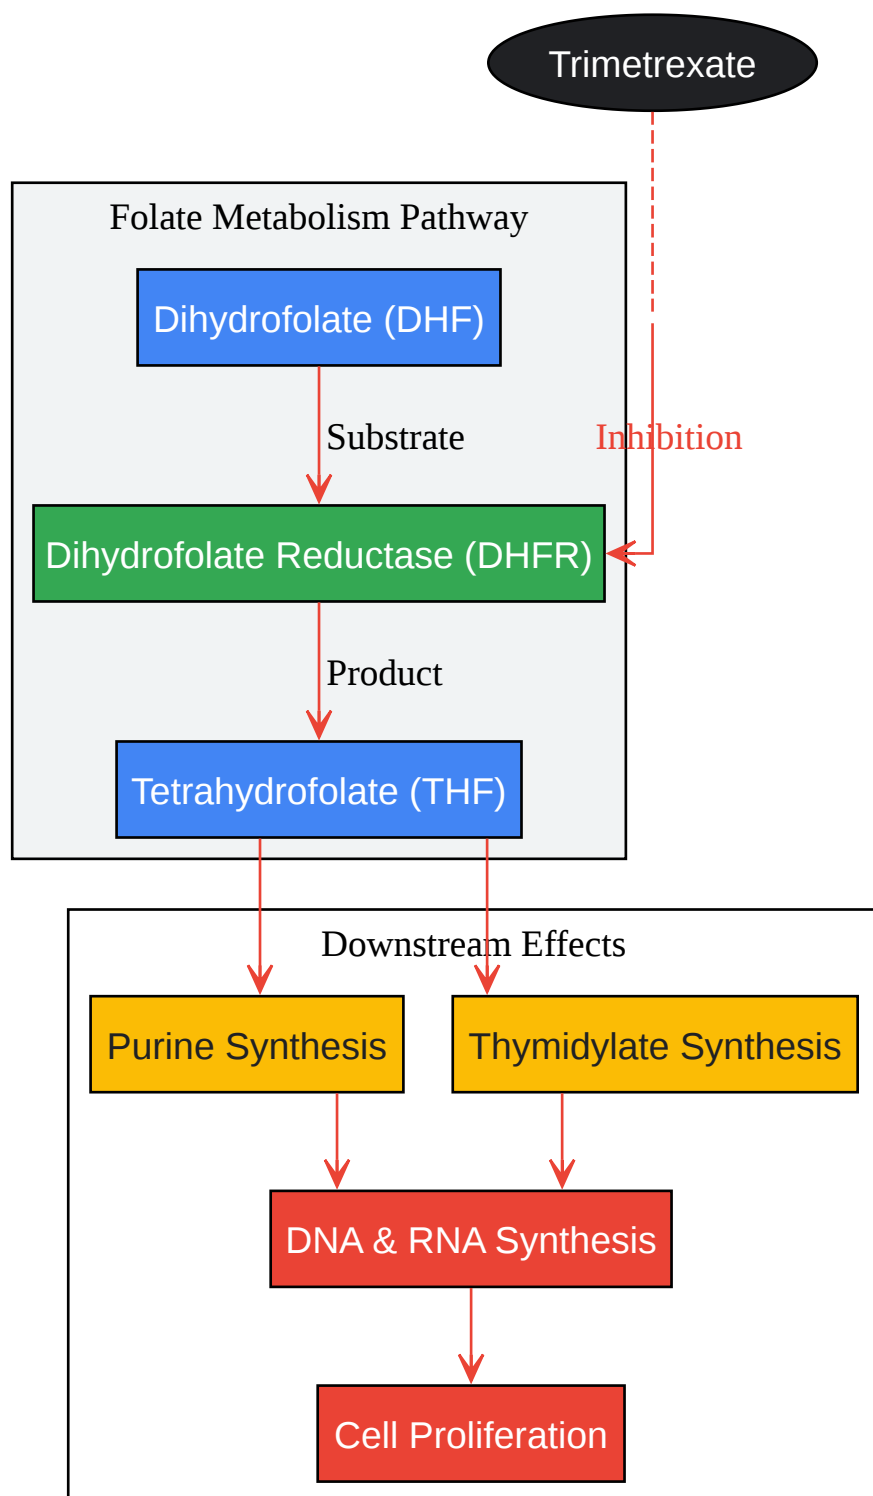 Trimetrexate
Folate Metabolism Pathway
Dihydrofolate (DHF)
Substrate
Inhibition
Dihydrofolate Reductase (DHFR)
Product
Tetrahydrofolate (THF)
Downstream Effects
Purine Synthesis
Thymidylate Synthesis
DNA & RNA Synthesis
Cell Proliferation